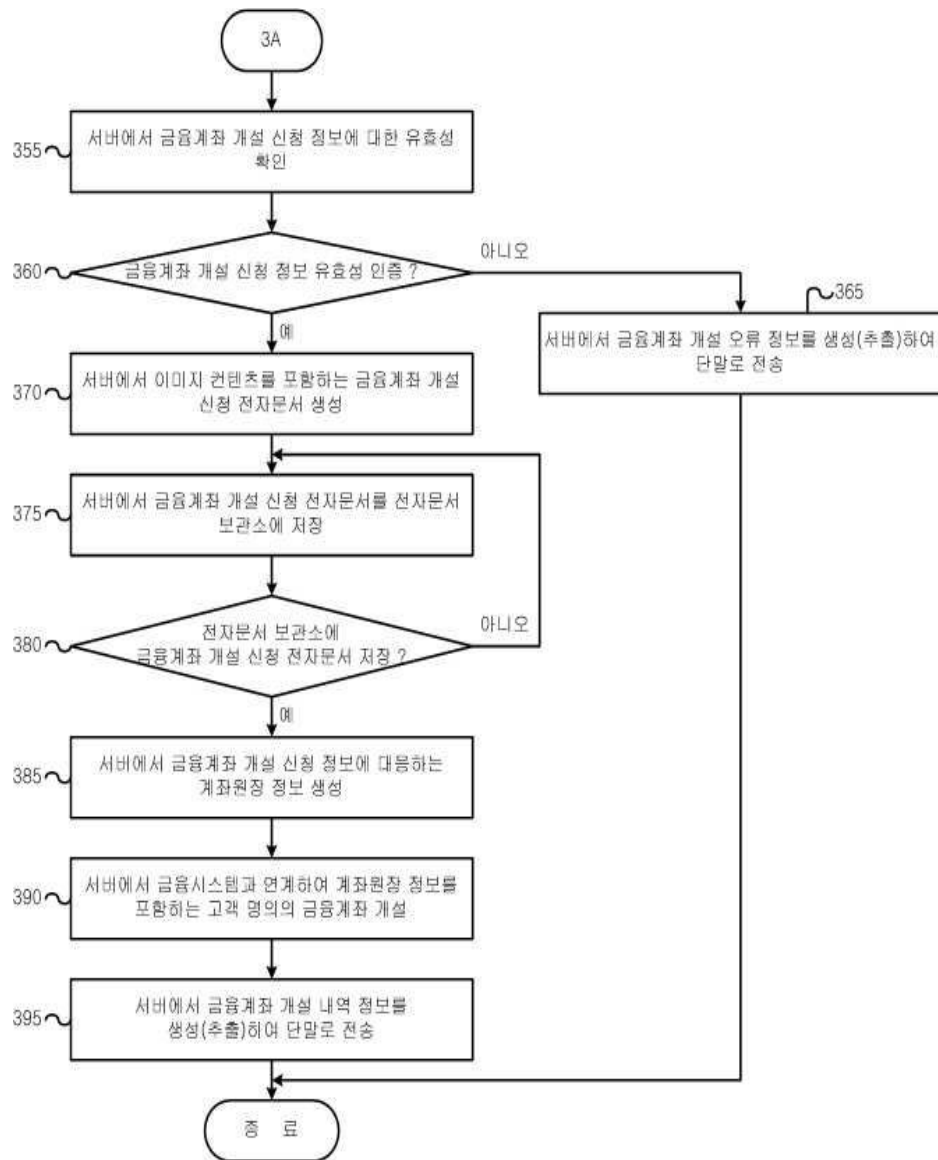 3A
355
서버에서 금융계좌 개설 신청 정보에 대한 유효성
확인
360
금융계좌 개설 신청 정보 유효성 인증 ?
아니오
예
365
서버에서 금융계좌 개설 오류 정보를 생성(추출)하여
단말로 전송
370
서버에서 이미지 컨텐츠를 포함하는 금융계좌 개설
신청 전자문서 생성
375
서버에서 금융계좌 개설 신청 전자문서를 전자문서
보관소에 저장
380
전자문서 보관소에
금융계좌 개설 신청 전자문서 저장 ?
아니오
예
385
서버에서 금융계좌 개설 신청 정보에 대응하는
계좌원장 정보 생성
390
서버에서 금융시스템과 연계하여 계좌원장 정보를
포함하는 고객 명의의 금융계좌 개설
395
서버에서 금융계좌 개설 내역 정보를
생성(추출)하여 단말로 전송
종 료